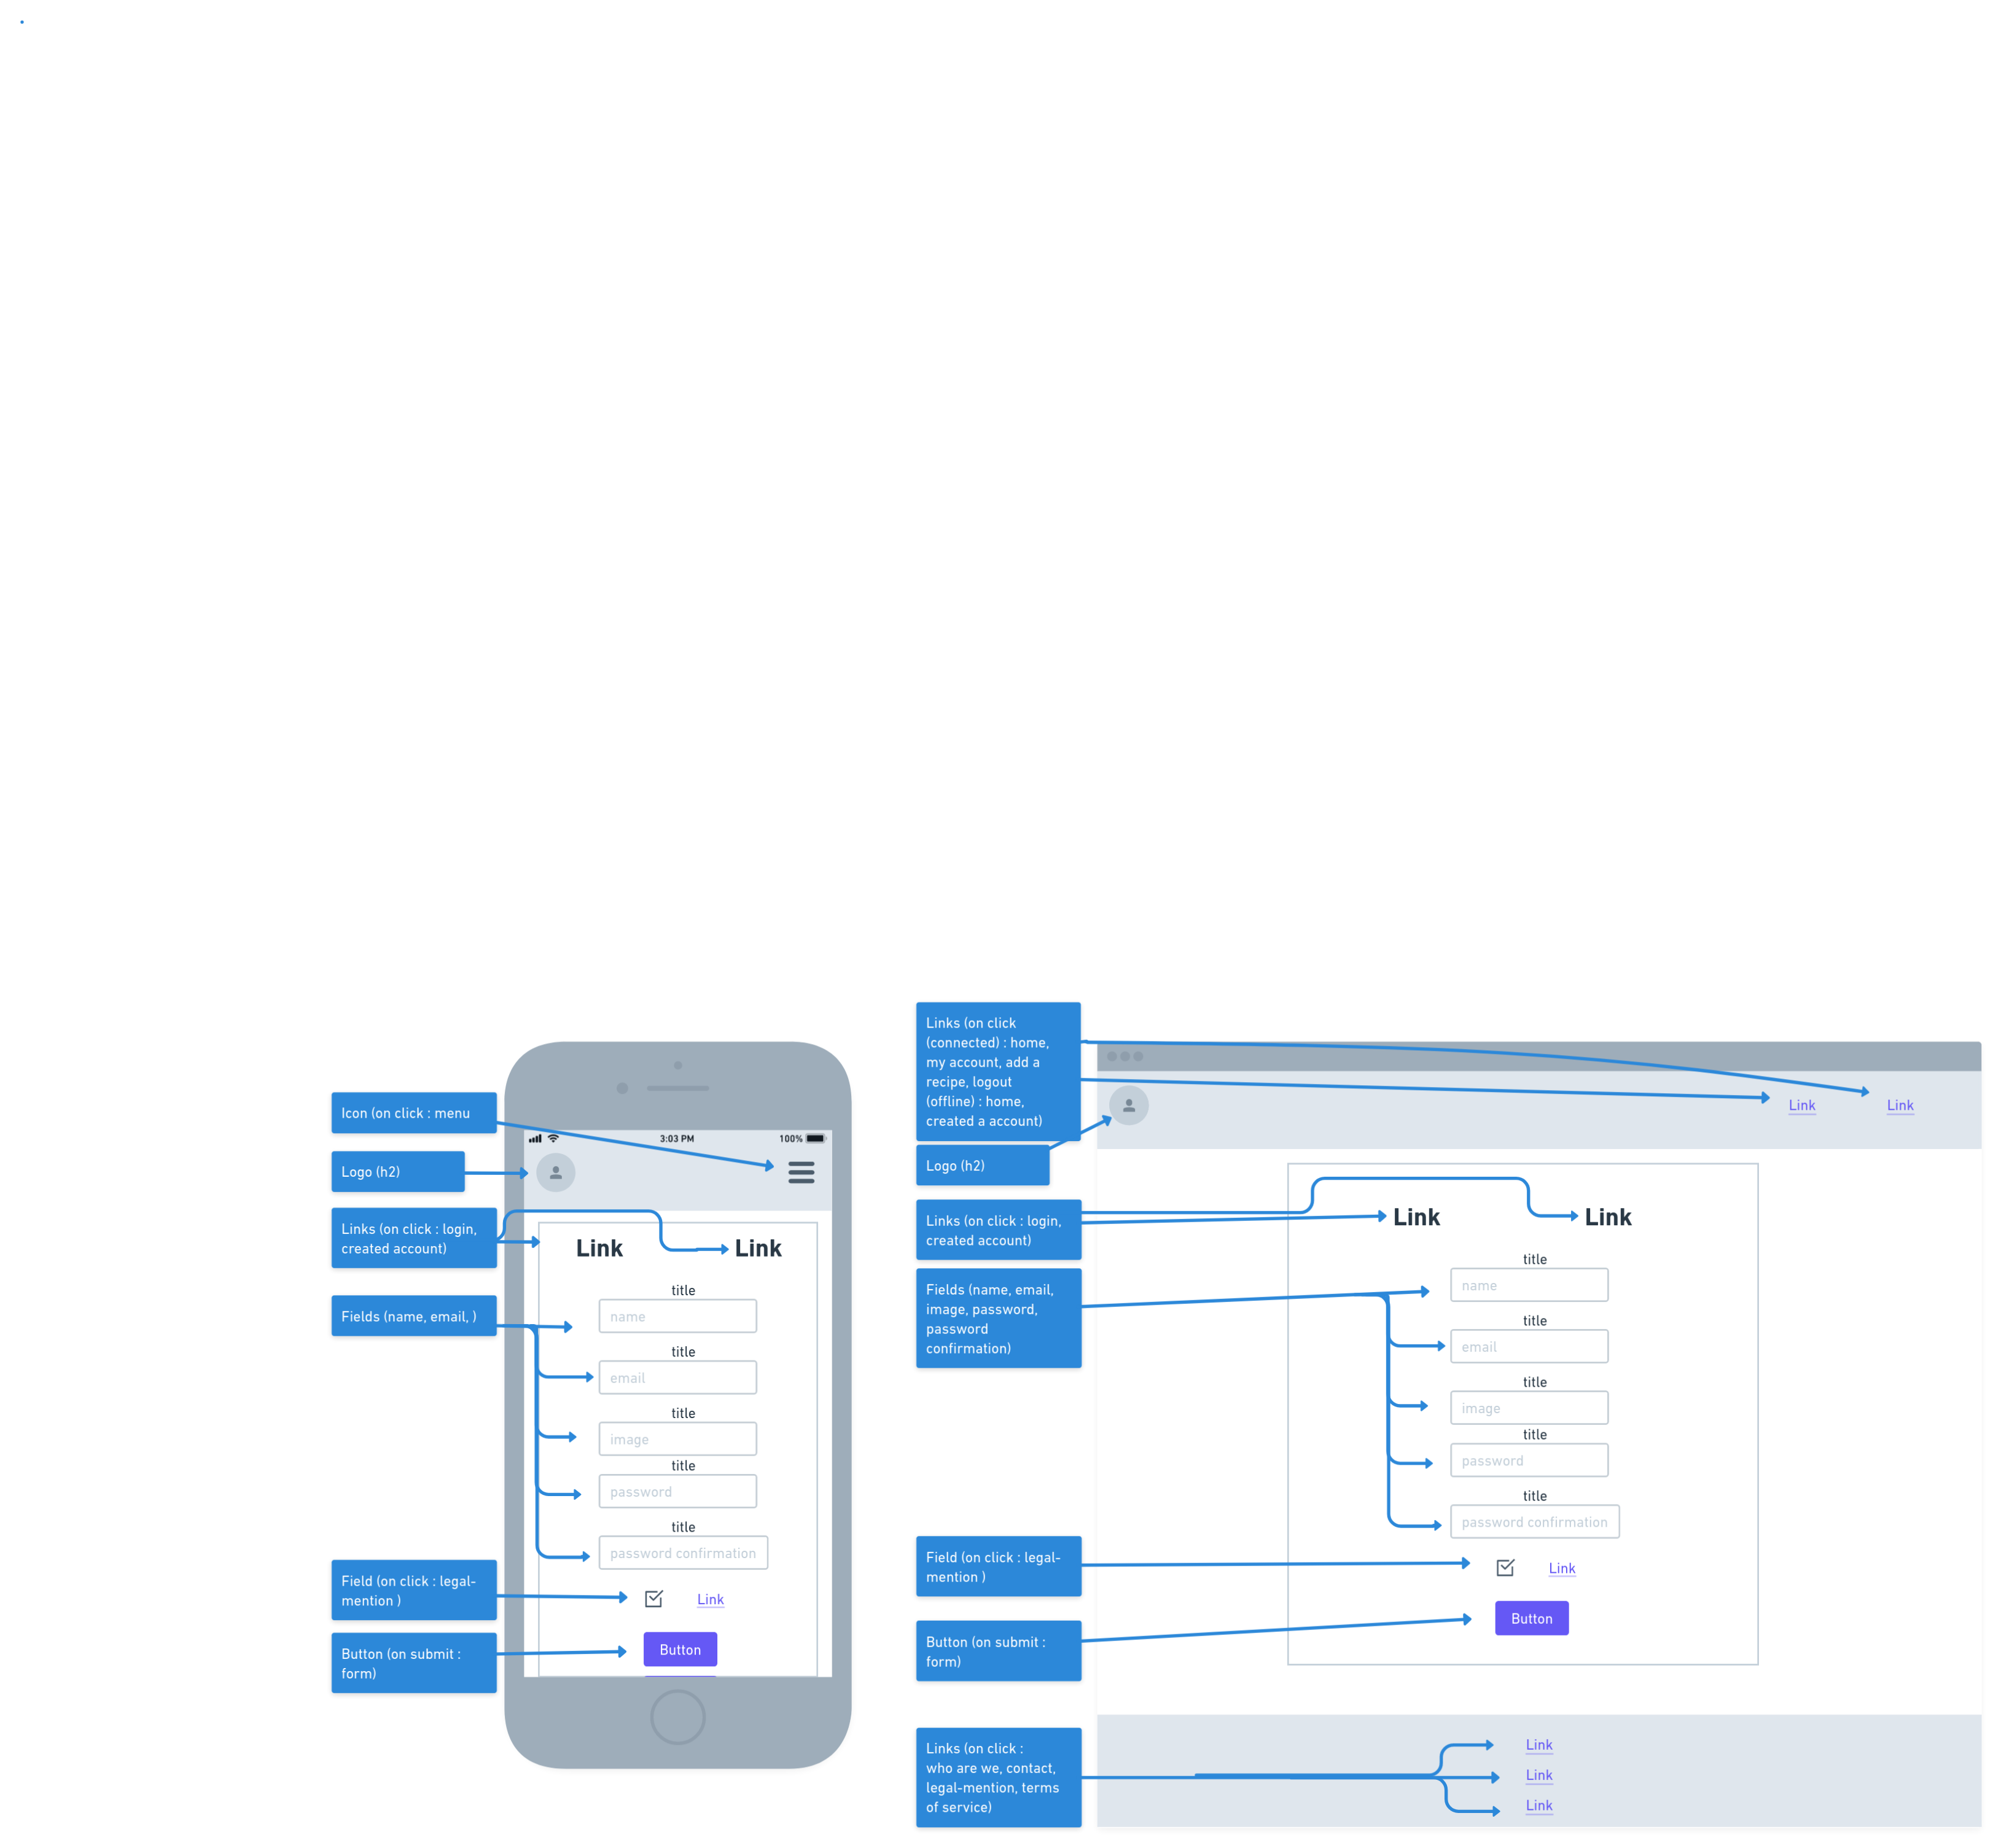 Icon (on click : menu
Logo (h2)
Links (on click : login,
created account)
Fields (name, email, )
Field (on click : legal-
mention )
Button (on submit :
form)
3:03 PM
100%
Link
Link
title
name
title
email
title
image
title
password
title
password confirmation
Link
Button
Links (on click
(connected) : home,
my account, add a
recipe, logout
(offline) : home,
created a account)
Logo (h2)
Links (on click : login,
created account)
Fields (name, email,
image, password,
password
confirmation)
Field (on click : legal-
mention )
Button (on submit :
form)
Links (on click :
who are we, contact,
legal-mention, terms
of service)
Link
Link
Link
Link
title
name
title
email
title
image
title
password
title
password confirmation
Link
Button
Link
Link
Link